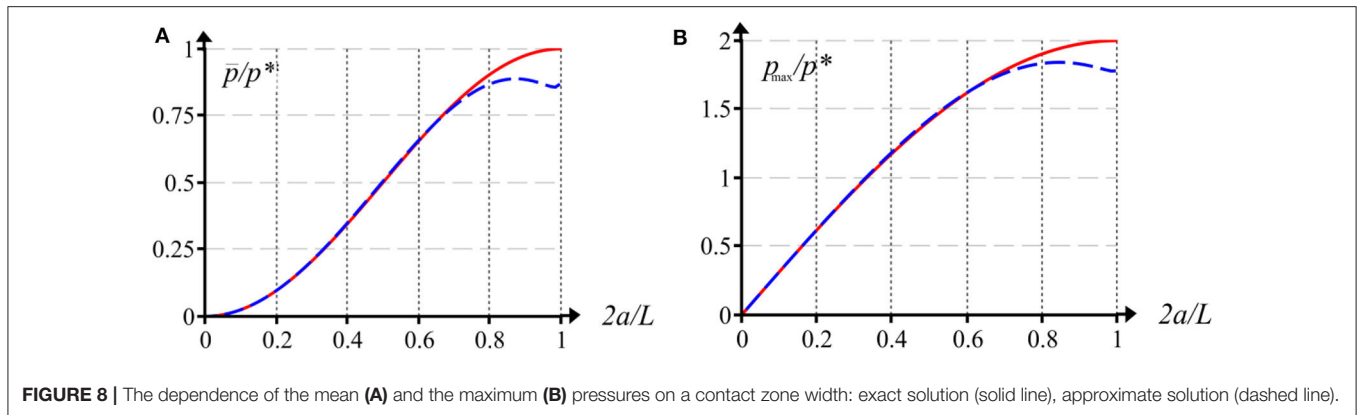 A
p̄/p*
1
0.75
0.5
0.25
0
0 0.2 0.4 0.6 0.8 1
2a/L
B
pmax/p*
2
1.5
1
0.5
0
0 0.2 0.4 0.6 0.8 1
2a/L
FIGURE 8 | The dependence of the mean (A) and the maximum (B) pressures on a contact zone width: exact solution (solid line), approximate solution (dashed line).